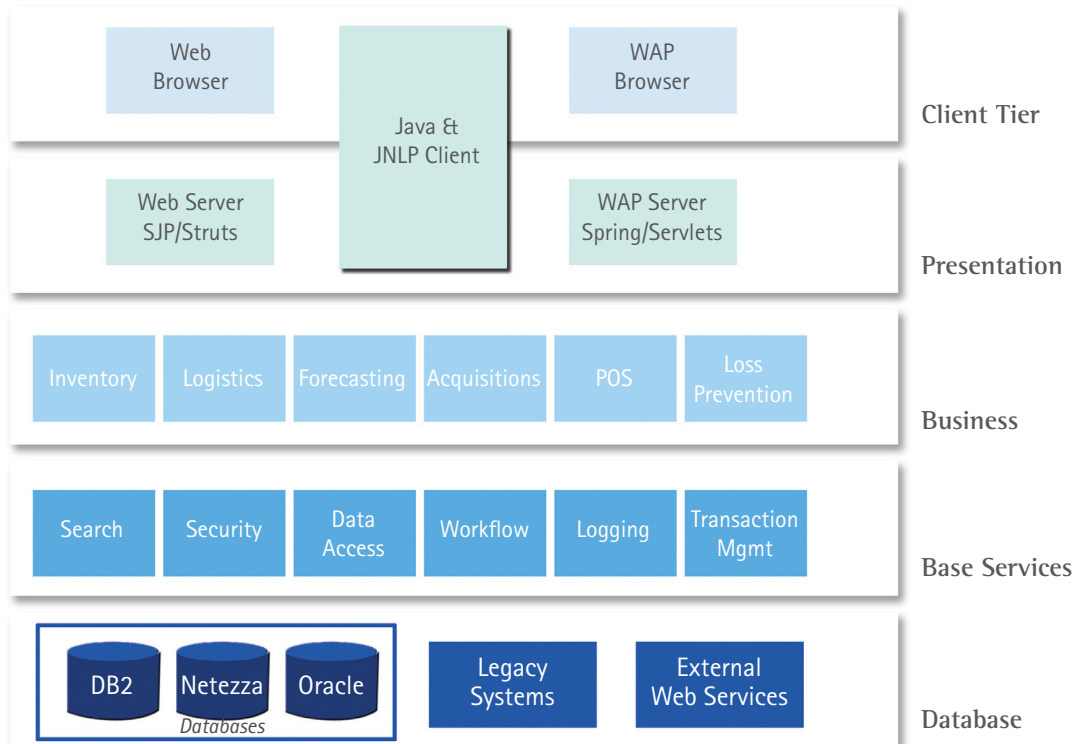 Web
Browser
Java &
JNLP Client
WAP
Browser
Client Tier
Web Server
SJP/Struts
WAP Server
Spring/Servlets
Presentation
Inventory
Logistics
Forecasting
Acquisitions
POS
Loss
Prevention
Business
Search
Security
Data
Access
Workflow
Logging
Transaction
Mgmt
Base Services
DB2
Netezza
Oracle
Databases
Legacy
Systems
External
Web Services
Database